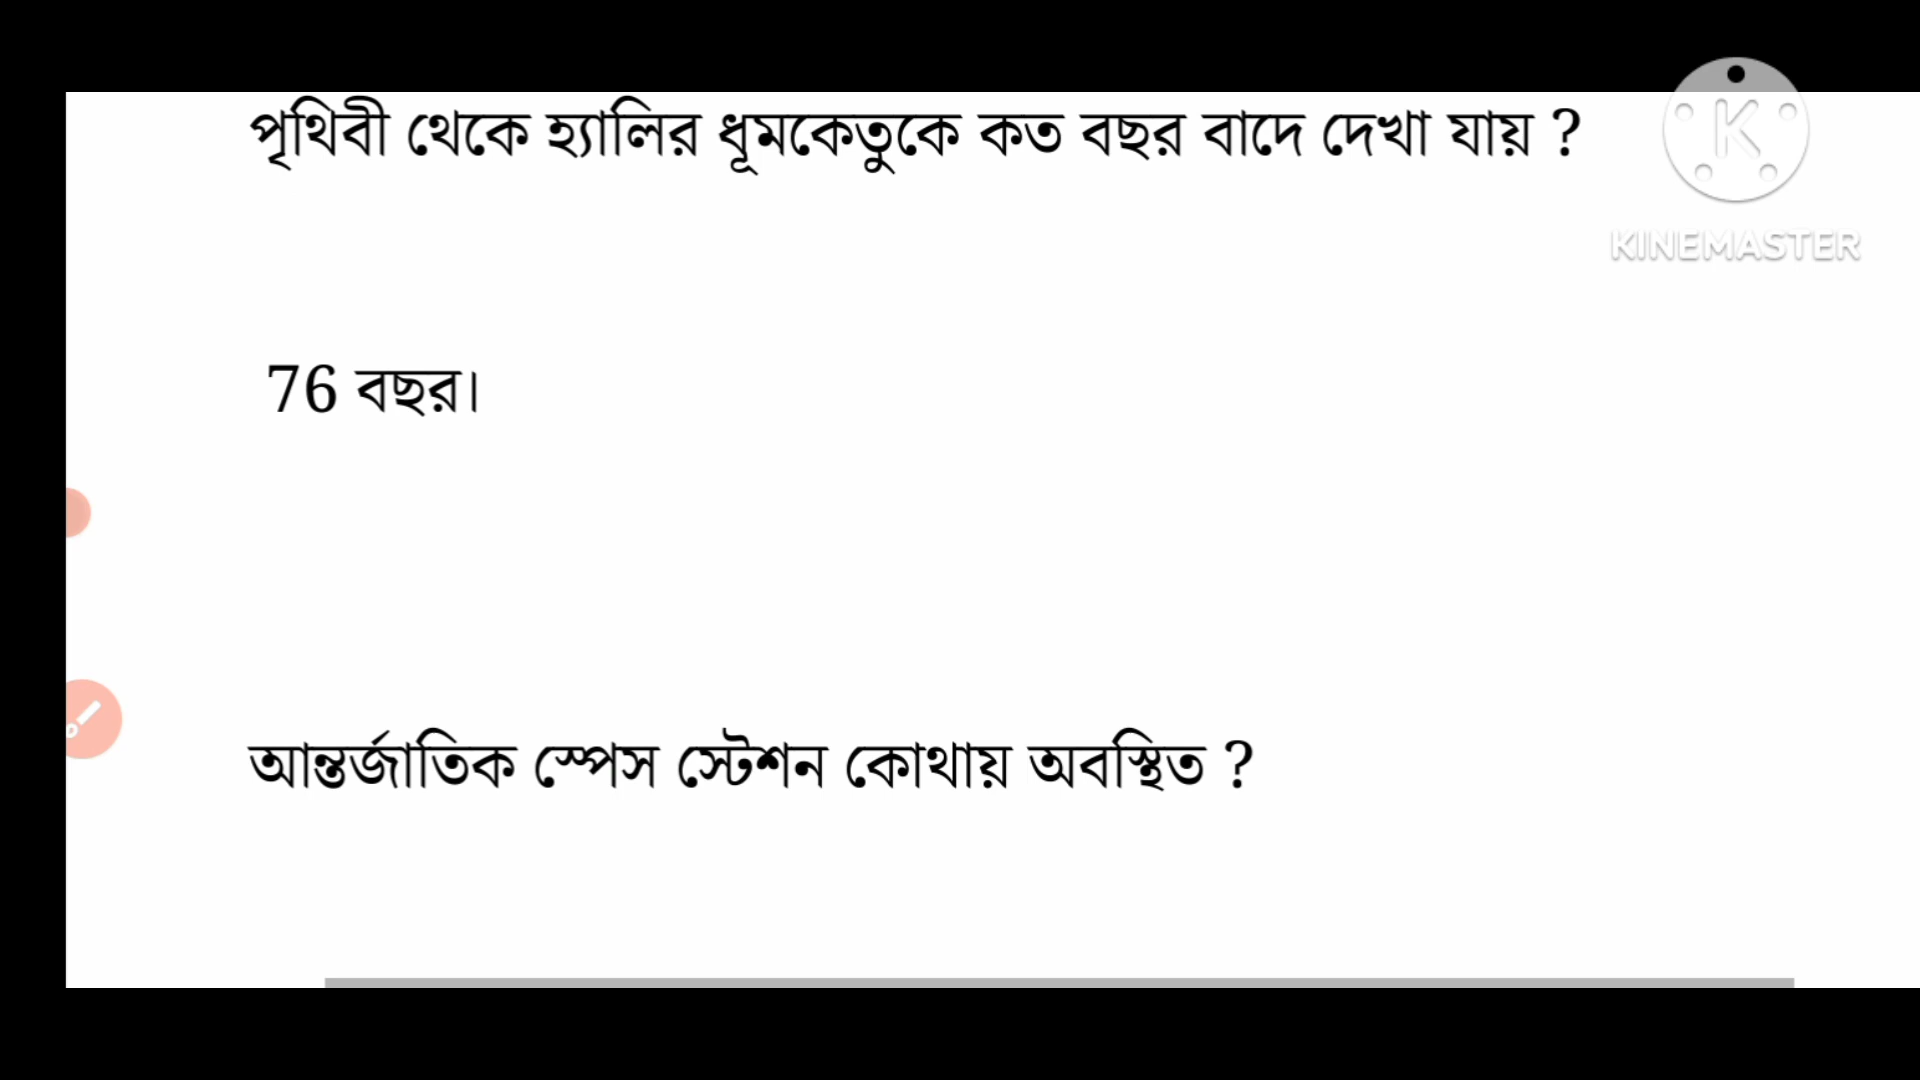 পৃথিবী থেকে হ্যালির ধূমকেতুকে কত বছর বাদে দেখা যায় ?
K
KINEMASTER
76 বছর।
আন্তর্জাতিক স্পেস স্টেশন কোথায় অবস্থিত ?